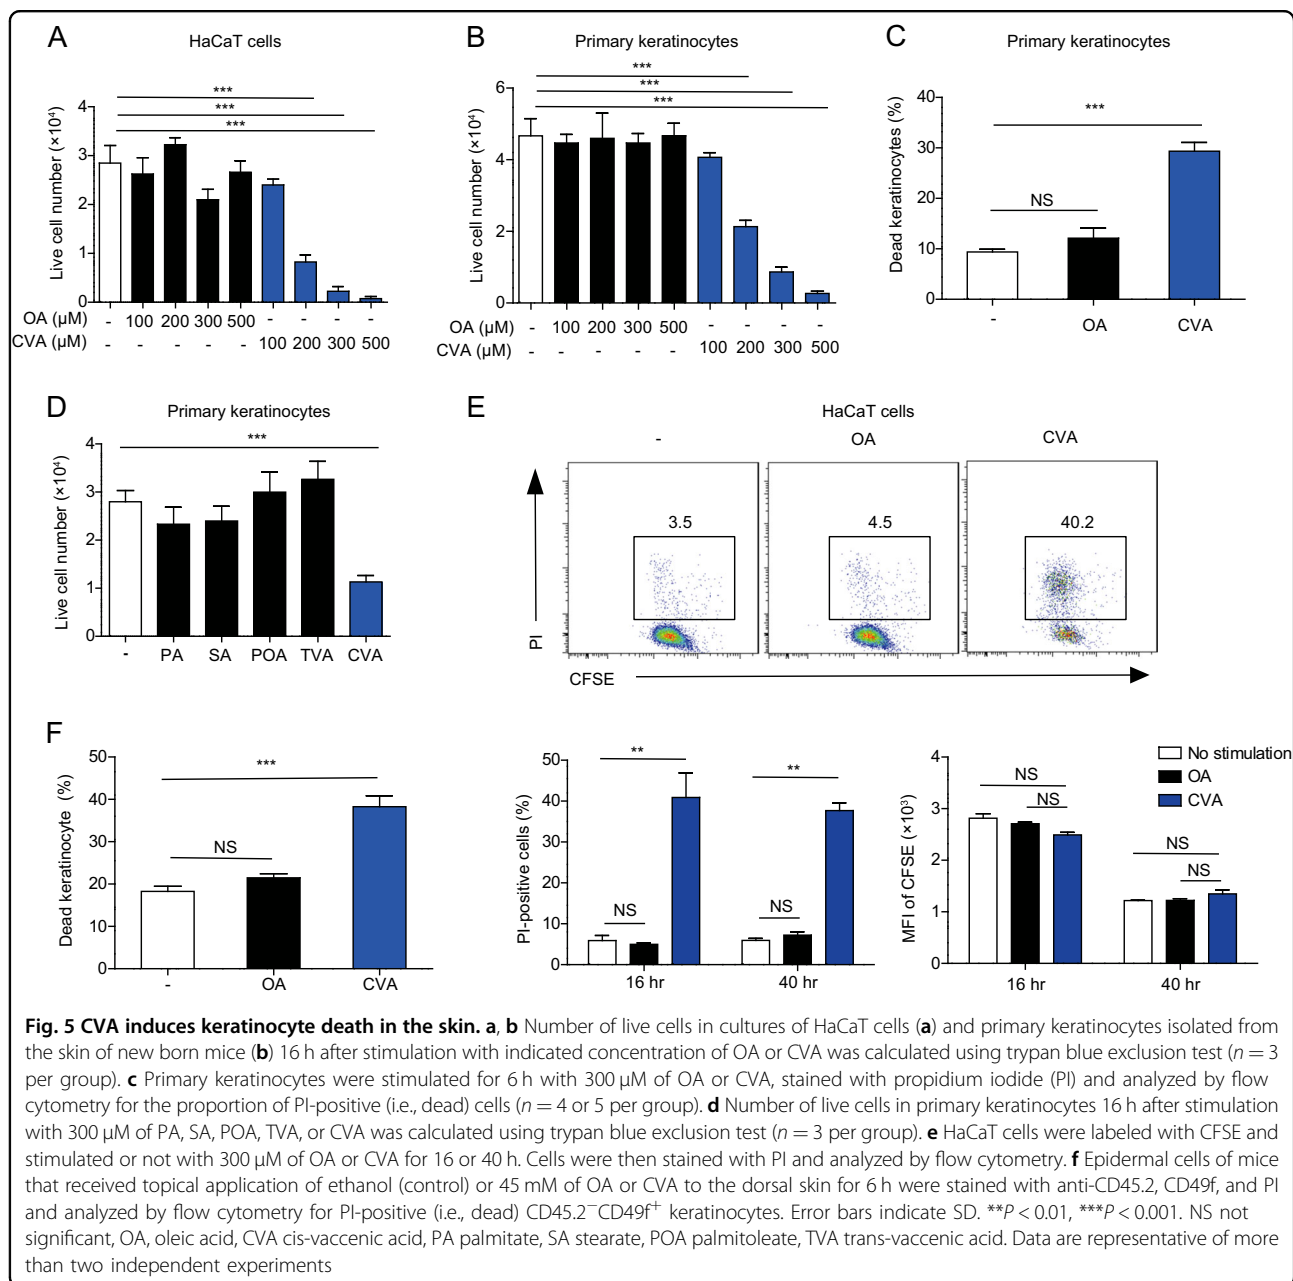 A
HaCaT cells
***
***
***
Live cell number (×10⁴)
4
3
2
1
0
OA (μM) - 100 200 300 500 - - - -
CVA (μM) - - - - - 100 200 300 500
B
Primary keratinocytes
***
***
***
Live cell number (×10⁴)
6
4
2
0
OA (μM) - 100 200 300 500 - - - -
CVA (μM) - - - - - 100 200 300 500
C
Primary keratinocytes
***
NS
Dead keratinocytes (%)
40
30
20
10
0
- OA CVA
D
Primary keratinocytes
***
Live cell number (×10⁴)
4
3
2
1
0
- PA SA POA TVA CVA
E
HaCaT cells
- OA CVA
3.5 4.5 40.2
PI
CFSE
F
Dead keratinocyte (%)
50
40
30
20
10
0
***
NS
- OA CVA
PI-positive cells (%)
50
40
30
20
10
0
** **
NS NS
16 hr 40 hr
MFI of CFSE (×10³)
4
3
2
1
0
No stimulation
OA
CVA
NS
NS
NS
NS
16 hr 40 hr
Fig. 5 CVA induces keratinocyte death in the skin. a, b Number of live cells in cultures of HaCaT cells (a) and primary keratinocytes isolated from
the skin of new born mice (b) 16 h after stimulation with indicated concentration of OA or CVA was calculated using trypan blue exclusion test (n = 3
per group). c Primary keratinocytes were stimulated for 6 h with 300 μM of OA or CVA, stained with propidium iodide (PI) and analyzed by flow
cytometry for the proportion of PI-positive (i.e., dead) cells (n = 4 or 5 per group). d Number of live cells in primary keratinocytes 16 h after stimulation
with 300 μM of PA, SA, POA, TVA, or CVA was calculated using trypan blue exclusion test (n = 3 per group). e HaCaT cells were labeled with CFSE and
stimulated or not with 300 μM of OA or CVA for 16 or 40 h. Cells were then stained with PI and analyzed by flow cytometry. f Epidermal cells of mice
that received topical application of ethanol (control) or 45 mM of OA or CVA to the dorsal skin for 6 h were stained with anti-CD45.2, CD49f, and PI
and analyzed by flow cytometry for PI-positive (i.e., dead) CD45.2⁻CD49f⁺ keratinocytes. Error bars indicate SD. **P < 0.01, ***P < 0.001. NS not
significant, OA, oleic acid, CVA cis-vaccenic acid, PA palmitate, SA stearate, POA palmitoleate, TVA trans-vaccenic acid. Data are representative of more
than two independent experiments